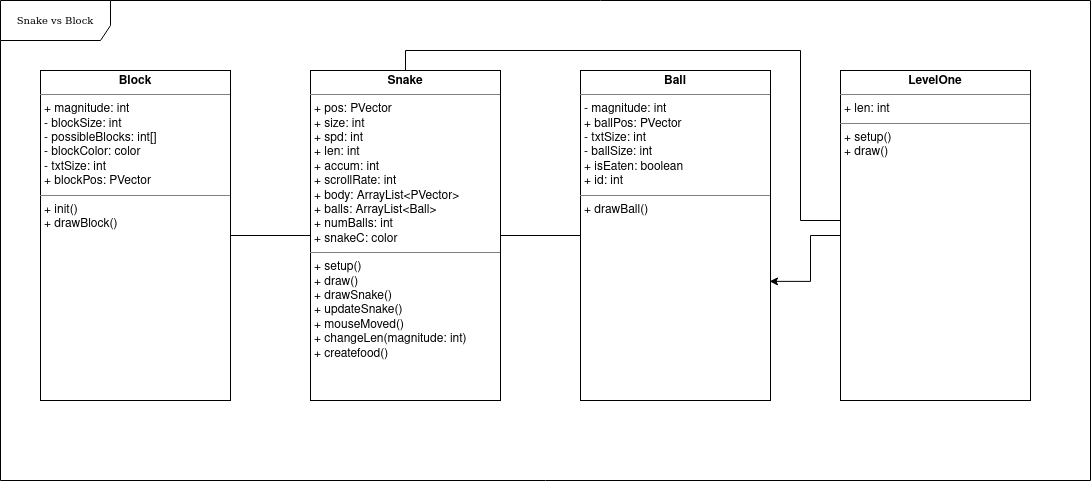 Snake vs Block
Block
+ magnitude: int
- blockSize: int
- possibleBlocks: int[]
- blockColor: color
- txtSize: int
+ blockPos: PVector
+ init()
+ drawBlock()
Snake
+ pos: PVector
+ size: int
+ spd: int
+ len: int
+ accum: int
+ scrollRate: int
+ body: ArrayList<PVector>
+ balls: ArrayList<Ball>
+ numBalls: int
+ snakeC: color
+ setup()
+ draw()
+ drawSnake()
+ updateSnake()
+ mouseMoved()
+ changeLen(magnitude: int)
+ createfood()
Ball
- magnitude: int
+ ballPos: PVector
- txtSize: int
- ballSize: int
+ isEaten: boolean
+ id: int
+ drawBall()
LevelOne
+ len: int
+ setup()
+ draw()